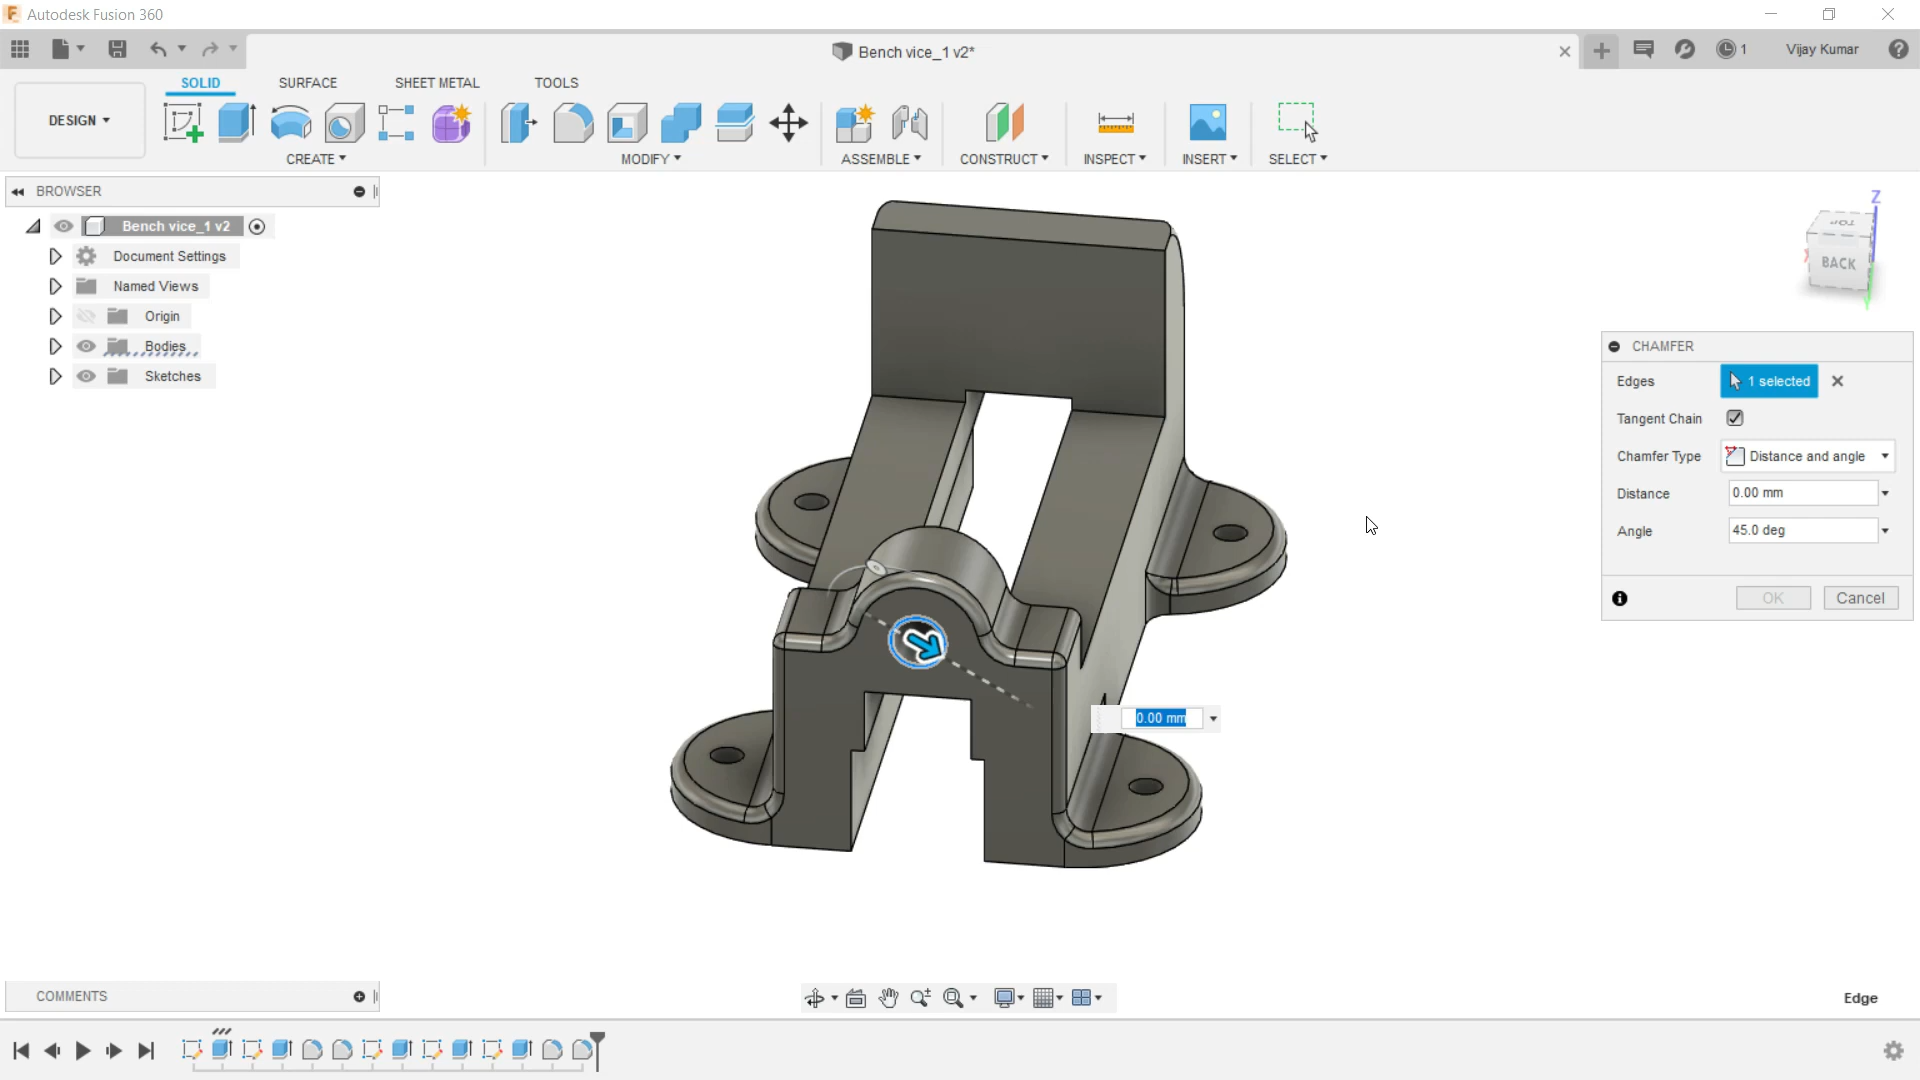 Autodesk Fusion 360
Bench vice_1 v2*
1
Vijay Kumar
DESIGN
SOLID
SURFACE
SHEET METAL
TOOLS
CREATE
MODIFY
ASSEMBLE
CONSTRUCT
INSPECT
INSERT
SELECT
BROWSER
Bench vice_1 v2
Document Settings
Named Views
Origin
Bodies
Sketches
Z
TOP
BACK
X
CHAMFER
Edges 1 selected
Tangent Chain
Chamfer Type Distance and angle
Distance 0.00 mm
Angle 45.0 deg
OK Cancel
0.00 mm
COMMENTS
Edge